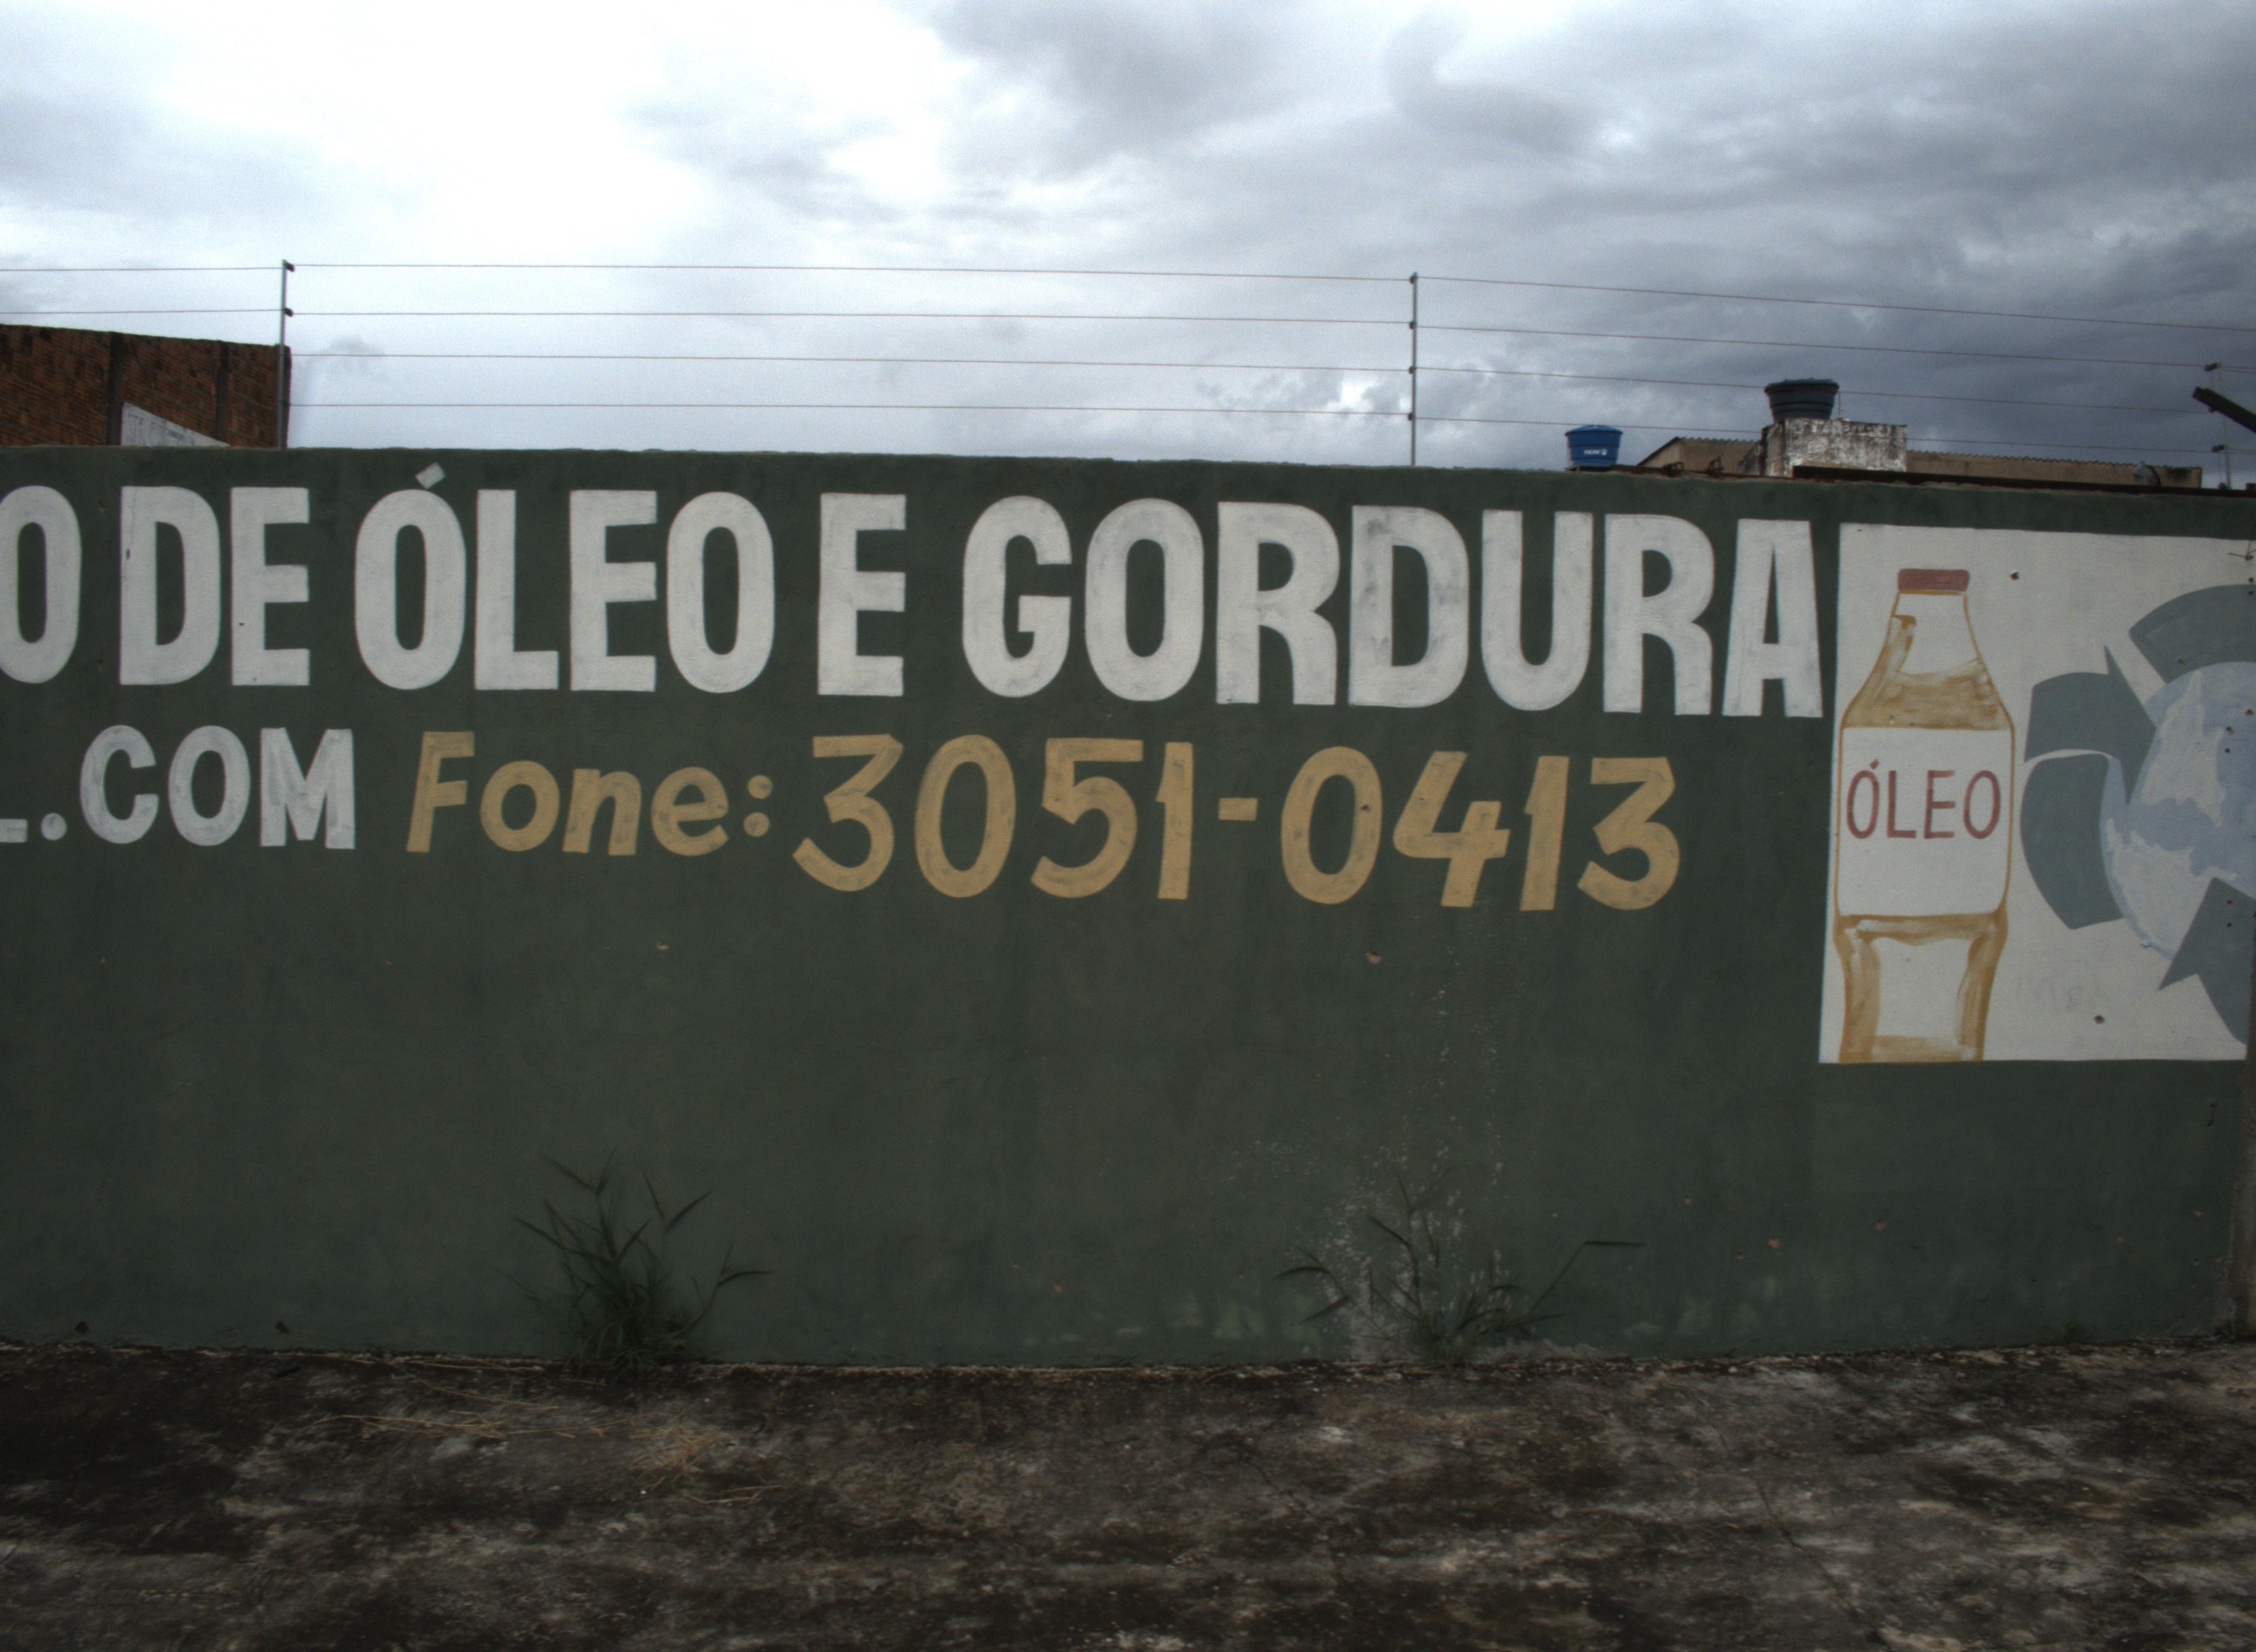 O DE ÓLEO E GORDURA
L.COM Fone: 3051-0413
ÓLEO